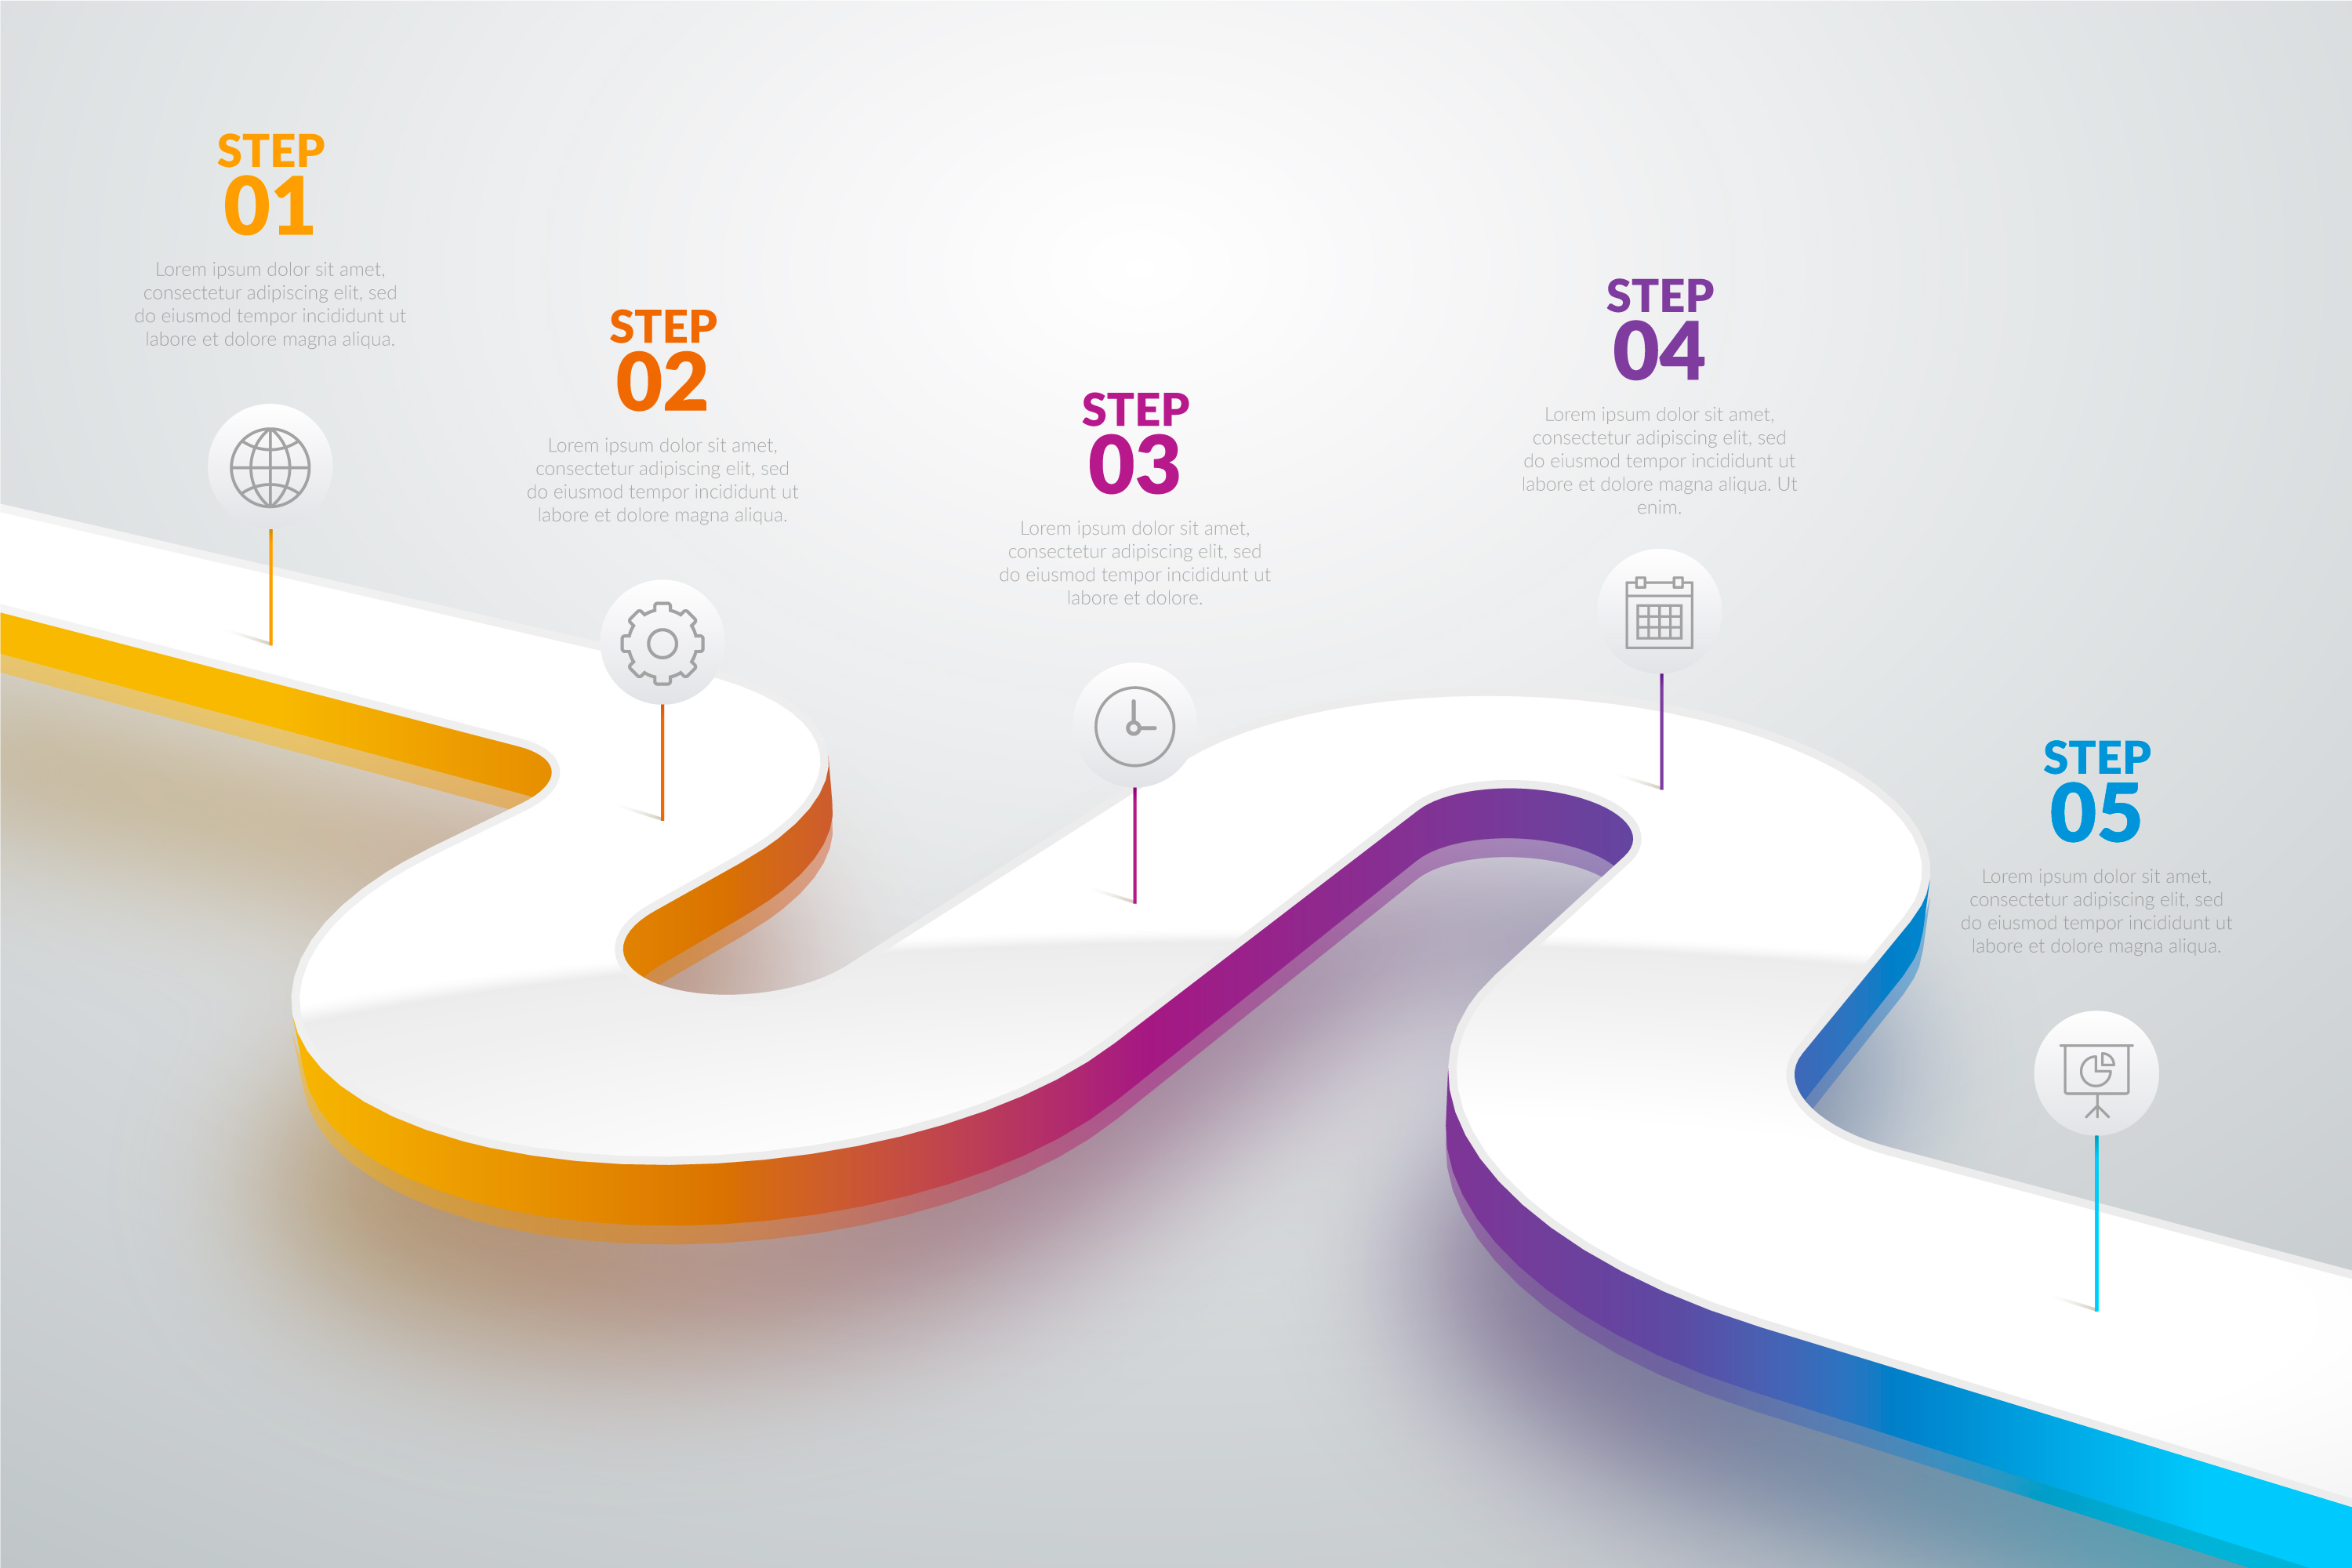 STEP
01
Lorem ipsum dolor sit amet,
consectetur adipiscing elit, sed
do eiusmod tempor incididunt ut
labore et dolore magna aliqua.
STEP
02
Lorem ipsum dolor sit amet,
consectetur adipiscing elit, sed
do eiusmod tempor incididunt ut
labore et dolore magna aliqua.
STEP
03
Lorem ipsum dolor sit amet,
consectetur adipiscing elit, sed
do eiusmod tempor incididunt ut
labore et dolore.
STEP
04
Lorem ipsum dolor sit amet,
consectetur adipiscing elit, sed
do eiusmod tempor incididunt ut
labore et dolore magna aliqua. Ut
enim.
STEP
05
Lorem ipsum dolor sit amet,
consectetur adipiscing elit, sed
do eiusmod tempor incididunt ut
labore et dolore magna aliqua.